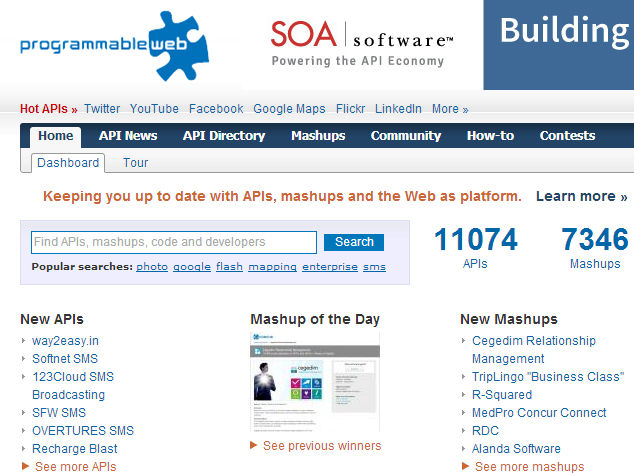 programmableweb
SOA software™
Powering the API Economy
Building
Hot APIs » Twitter YouTube Facebook Google Maps Flickr LinkedIn More »
Home API News API Directory Mashups Community How-to Contests
Dashboard Tour
Keeping you up to date with APIs, mashups and the Web as platform. Learn more »
Find APIs, mashups, code and developers Search
Popular searches: photo google flash mapping enterprise sms
11074 7346
APIs Mashups
New APIs
way2easy.in
Softnet SMS
123Cloud SMS
Broadcasting
SFW SMS
OVERTURES SMS
Recharge Blast
See more APIs
Mashup of the Day
cegedim
See previous winners
New Mashups
Cegedim Relationship
Management
TripLingo "Business Class"
R-Squared
MedPro Concur Connect
RDC
Alanda Software
See more mashups